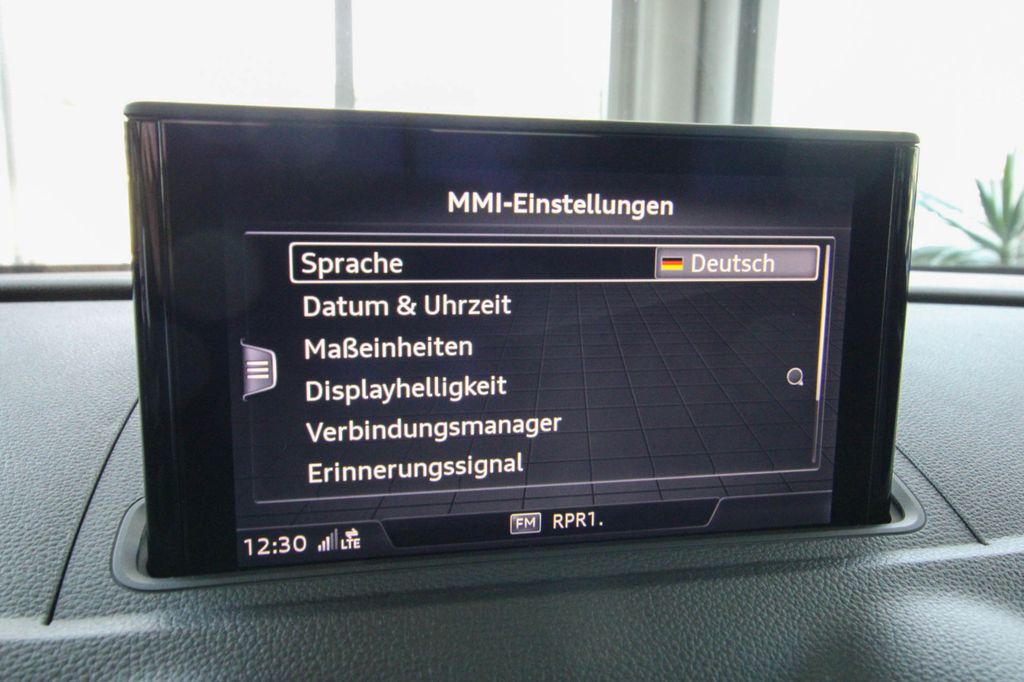 MMI-Einstellungen
Sprache Deutsch
Datum & Uhrzeit
Maßeinheiten
Displayhelligkeit
Verbindungsmanager
Erinnerungssignal
12:30 LTE FM RPR1.